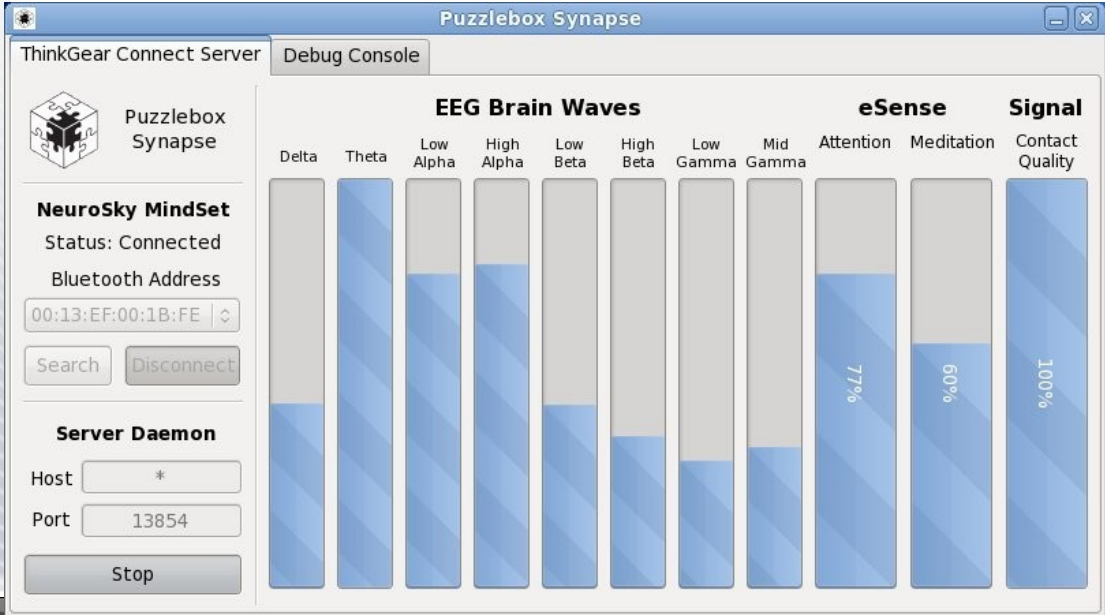 Puzzlebox Synapse
ThinkGear Connect Server
Debug Console
Puzzlebox
Synapse
NeuroSky MindSet
Status: Connected
Bluetooth Address
00:13:EF:00:1B:FE
Search
Disconnect
Server Daemon
Host
*
Port
13854
Stop
EEG Brain Waves
Delta
Theta
Low
Alpha
High
Alpha
Low
Beta
High
Beta
Low
Gamma
Mid
Gamma
eSense
Attention
Meditation
77%
60%
Signal
Contact
Quality
100%